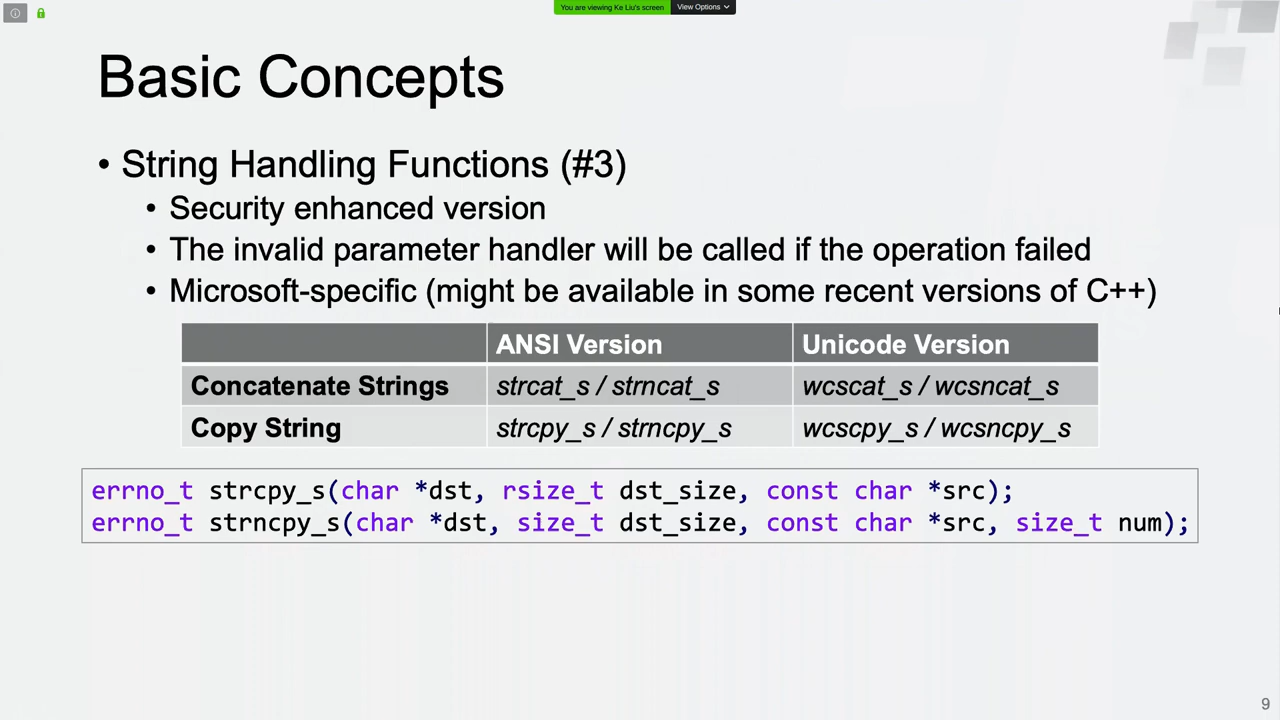 You are viewing Ke Liu's screen
View Options
Basic Concepts
• String Handling Functions (#3)
• Security enhanced version
• The invalid parameter handler will be called if the operation failed
• Microsoft-specific (might be available in some recent versions of C++)
ANSI Version Unicode Version
Concatenate Strings strcat_s / strncat_s wcscat_s / wcsncat_s
Copy String strcpy_s / strncpy_s wcscpy_s / wcsncpy_s
errno_t strcpy_s(char *dst, rsize_t dst_size, const char *src);
errno_t strncpy_s(char *dst, size_t dst_size, const char *src, size_t num);
9